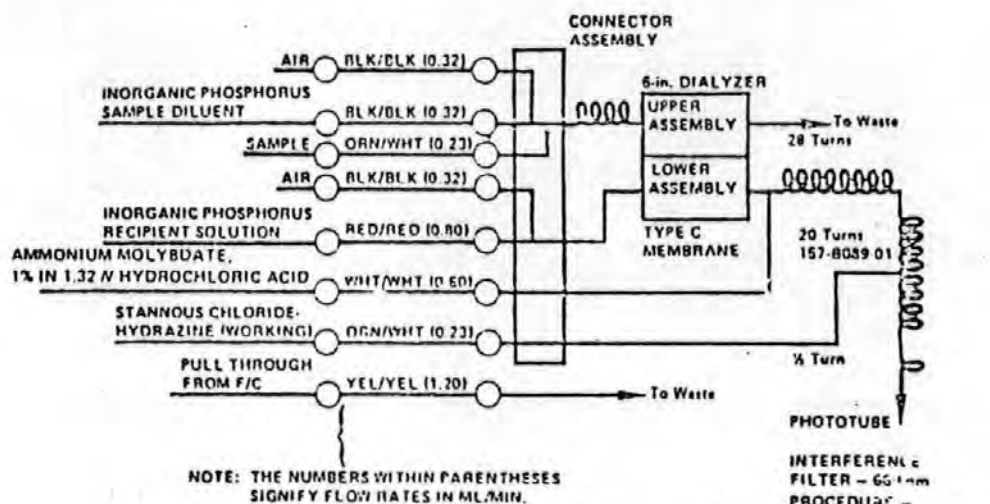 CONNECTOR
ASSEMBLY
AIR BLK/BLK (0.32)
6-in. DIALYZER
INORGANIC PHOSPHORUS
SAMPLE DILUENT BLK/BLK (0.32)
UPPER
ASSEMBLY
To Waste
28 Turns
SAMPLE ORN/WHT (0.23)
AIR BLK/BLK (0.32)
LOWER
ASSEMBLY
INORGANIC PHOSPHORUS
RECIPIENT SOLUTION RED/RED (0.80)
TYPE C
MEMBRANE
20 Turns
157-8089 01
AMMONIUM MOLYBDATE,
1% IN 1.32 N HYDROCHLORIC ACID WHT/WHT (0.60)
STANNOUS CHLORIDE-
HYDRAZINE (WORKING) ORN/WHT (0.23)
½ Turn
PULL THROUGH
FROM F/C YEL/YEL (1.20)
To Waste
PHOTOTUBE
NOTE: THE NUMBERS WITHIN PARENTHESES
SIGNIFY FLOW RATES IN ML/MIN.
INTERFERENCE
FILTER –
PROCEDURE –